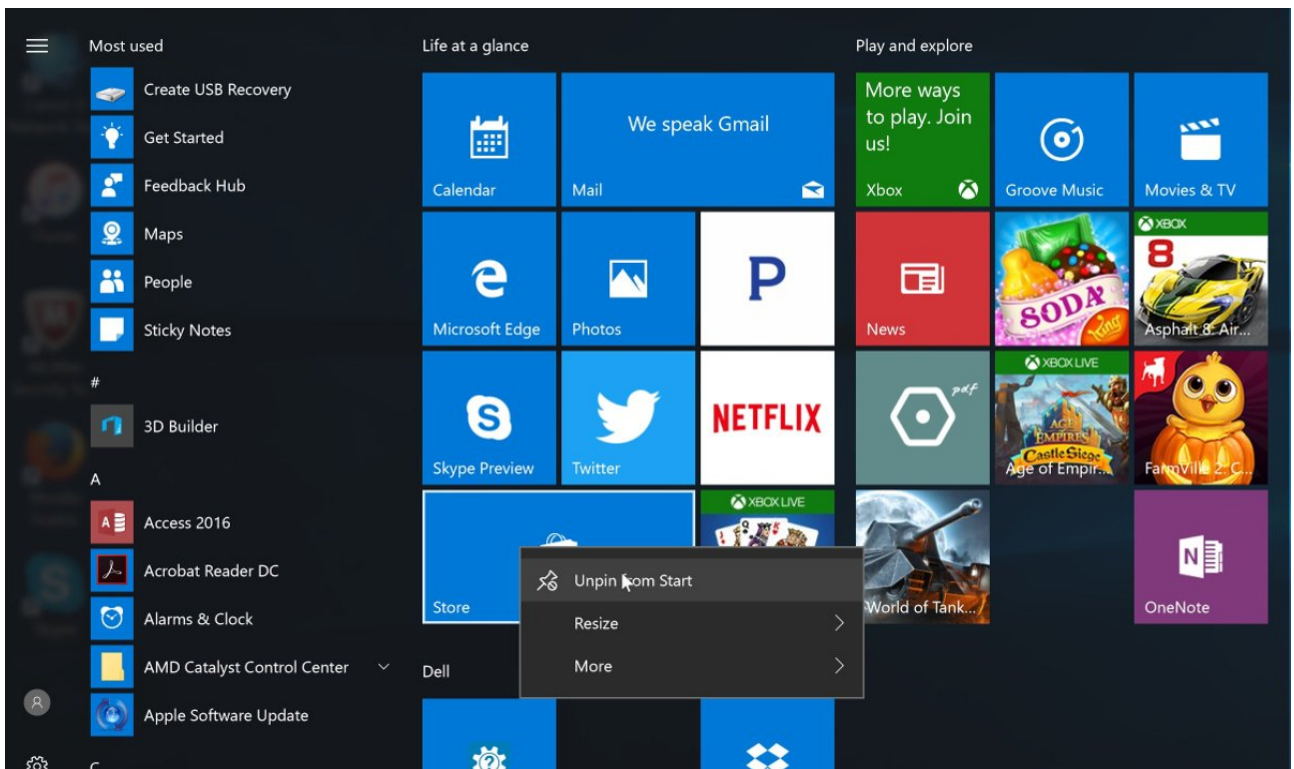 Most used
Create USB Recovery
Get Started
Feedback Hub
Maps
People
Sticky Notes
#
3D Builder
A
Access 2016
Acrobat Reader DC
Alarms & Clock
AMD Catalyst Control Center
Apple Software Update
Life at a glance
Calendar
We speak Gmail
Mail
Microsoft Edge
Photos
P
Skype Preview
Twitter
NETFLIX
Store
XBOX LIVE
Unpin from Start
Resize
More
Dell
Play and explore
More ways
to play. Join
us!
Xbox
Groove Music
Movies & TV
News
SODA
King
XBOX
8
Asphalt 8: Air...
pdf
XBOX LIVE
AGE
OF
EMPIRES
Castle Siege
Age of Empir...
FarmVille 2: C...
World of Tank...
N
OneNote